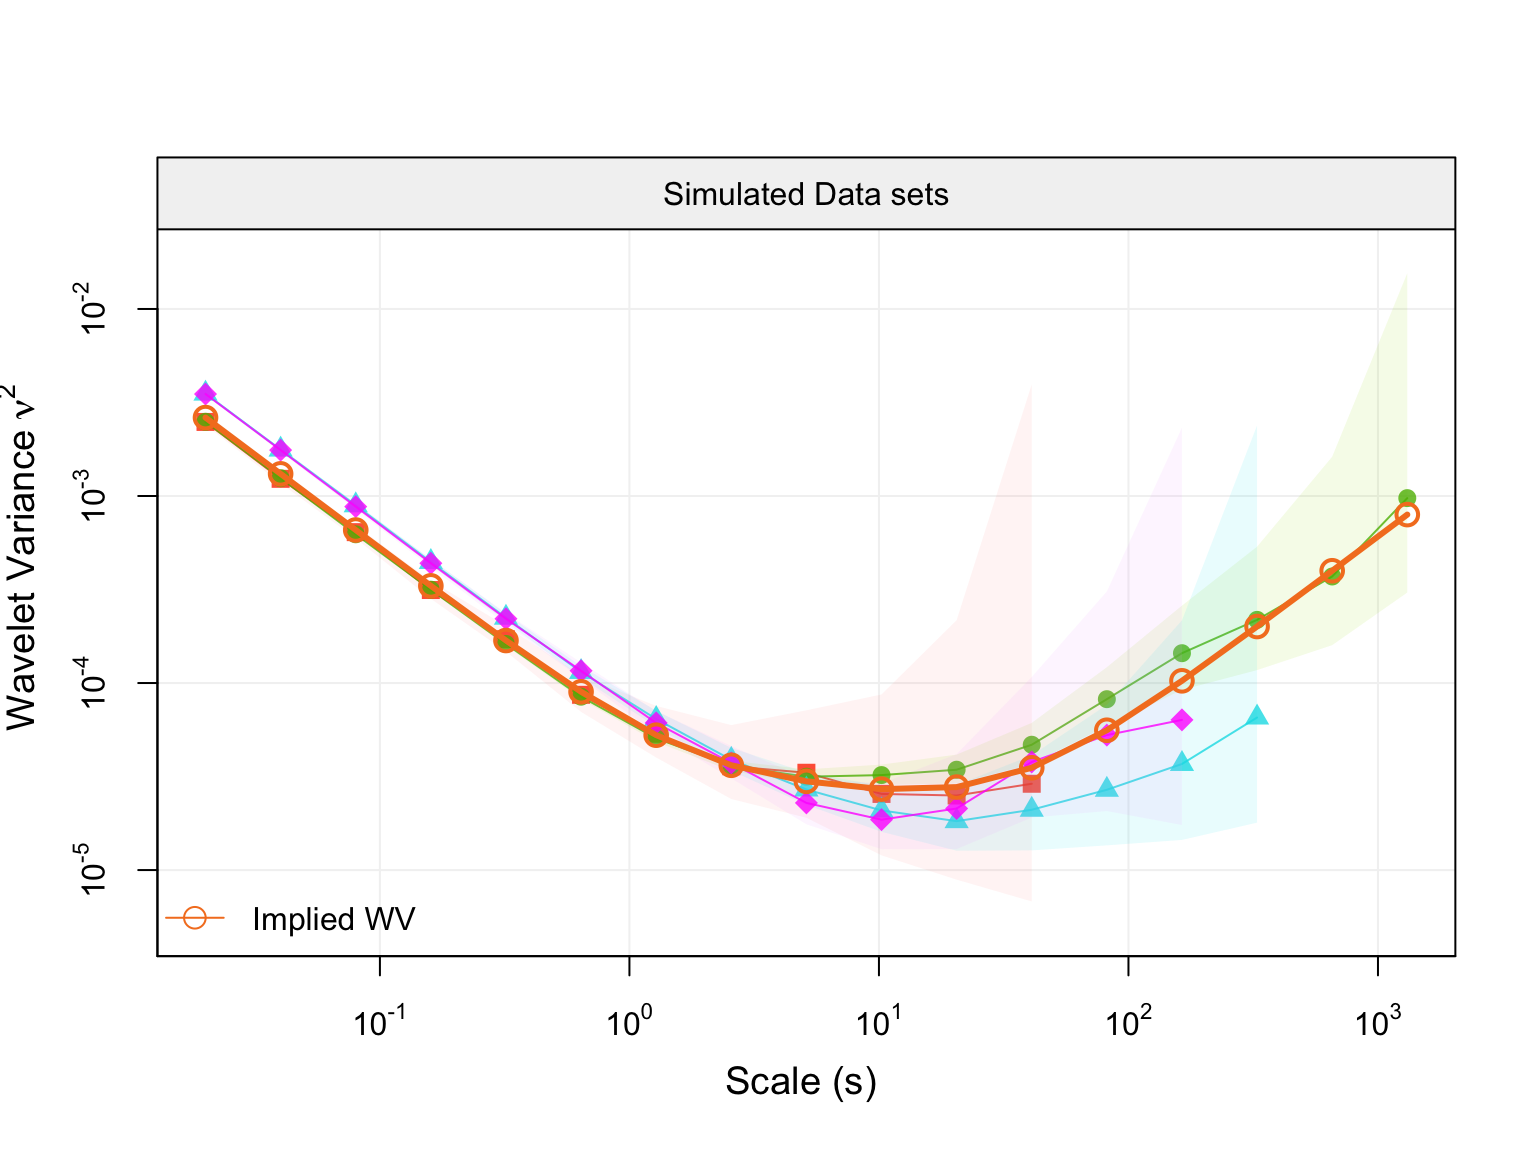 Simulated Data sets
Wavelet Variance ν²
10⁻²
10⁻³
10⁻⁴
10⁻⁵
Implied WV
10⁻¹ 10⁰ 10¹ 10² 10³
Scale (s)